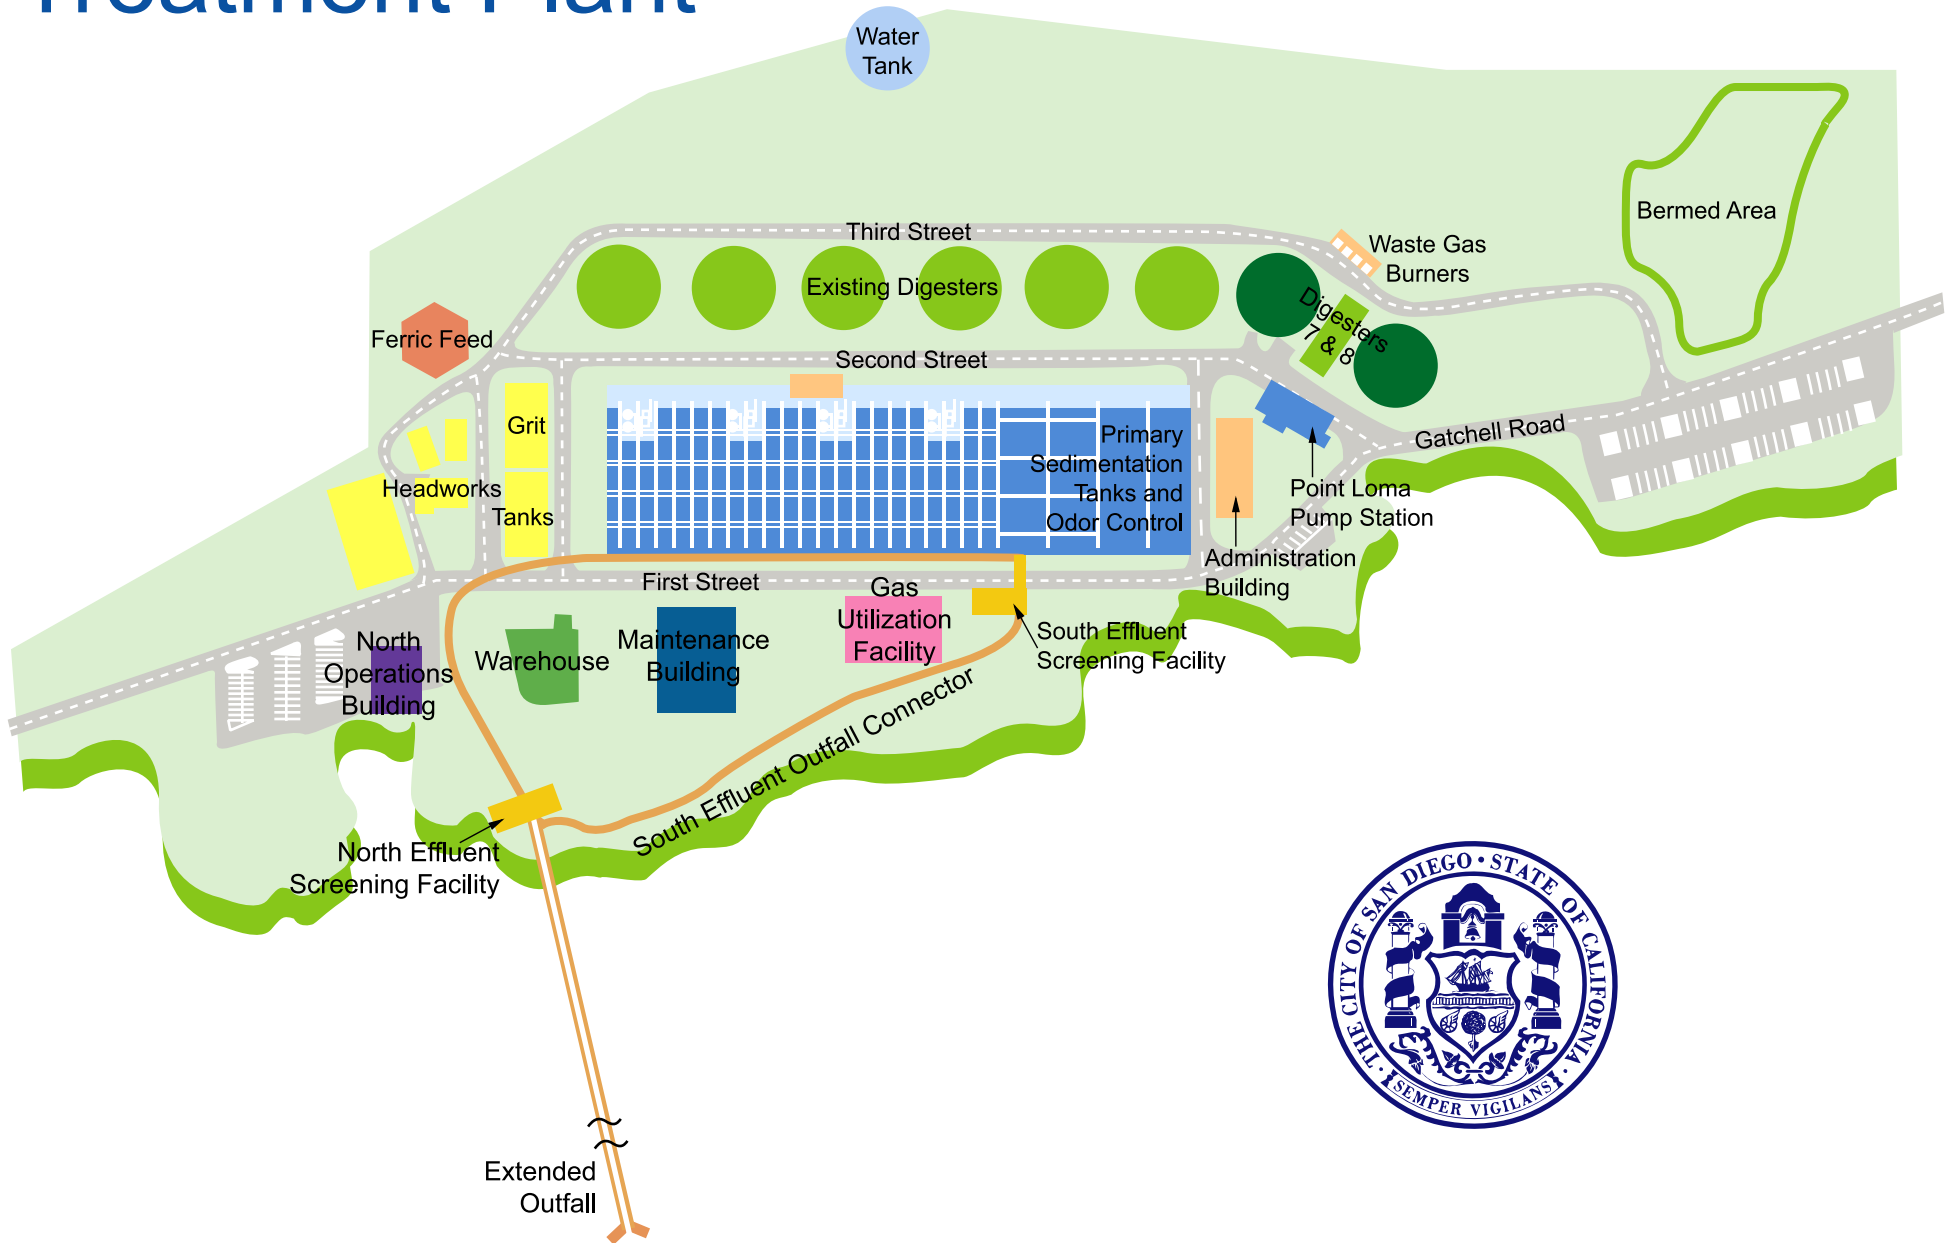 Treatment Plant
Water
Tank
Bermed Area
Third Street
Waste Gas
Burners
Existing Digesters
Digesters
7 & 8
Ferric Feed
Second Street
Grit
Tanks
Headworks
Primary
Sedimentation
Tanks and
Odor Control
Gatchell Road
Point Loma
Pump Station
Administration
Building
First Street
Gas
Utilization
Facility
North
Operations
Building
Warehouse
Maintenance
Building
South Effluent
Screening Facility
South Effluent Outfall Connector
North Effluent
Screening Facility
Extended
Outfall
THE CITY OF SAN DIEGO • STATE OF CALIFORNIA
SEMPER VIGILANS